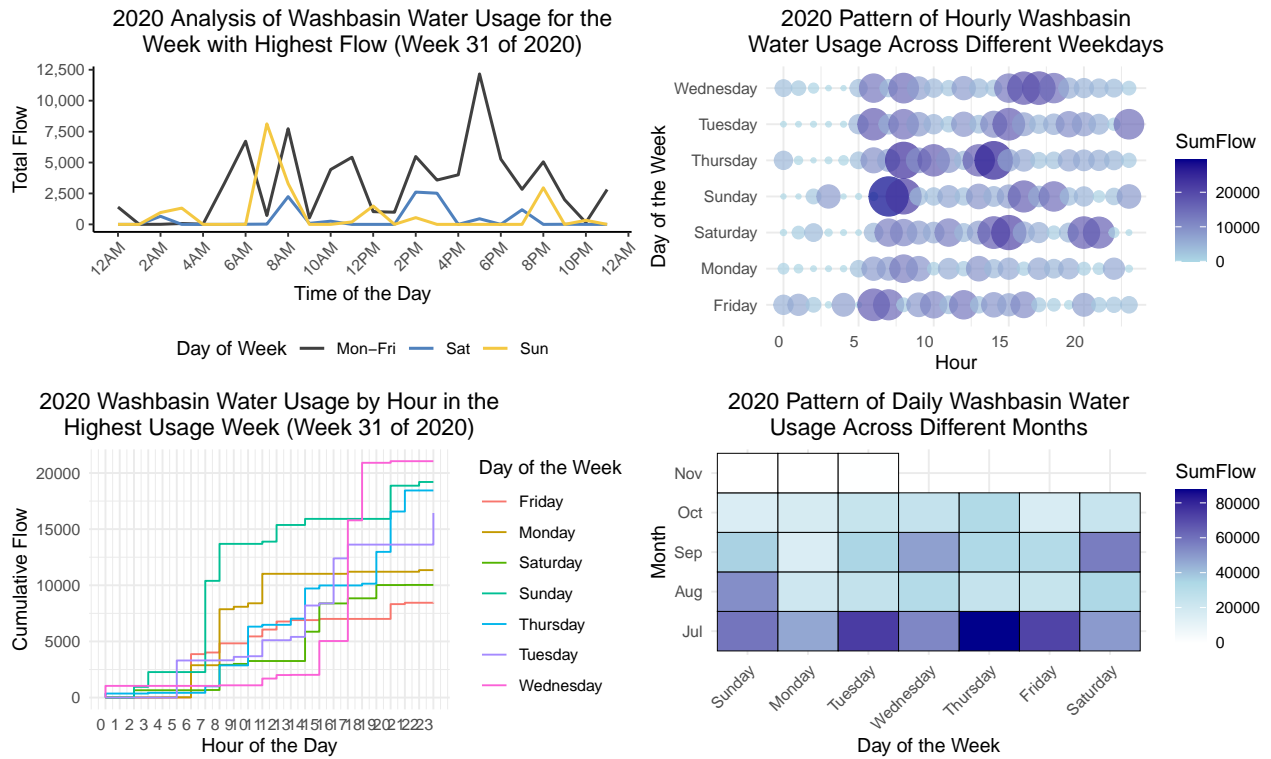 2020 Analysis of Washbasin Water Usage for the
Week with Highest Flow (Week 31 of 2020)
Total Flow
12,500
10,000
7,500
5,000
2,500
0
12AM 2AM 4AM 6AM 8AM 10AM 12PM 2PM 4PM 6PM 8PM 10PM 12AM
Time of the Day
Day of Week Mon−Fri Sat Sun
2020 Pattern of Hourly Washbasin
Water Usage Across Different Weekdays
Day of the Week
Wednesday
Tuesday
Thursday
Sunday
Saturday
Monday
Friday
0 5 10 15 20
Hour
SumFlow
20000
10000
0
2020 Washbasin Water Usage by Hour in the
Highest Usage Week (Week 31 of 2020)
Cumulative Flow
20000
15000
10000
5000
0
0 1 2 3 4 5 6 7 8 9 10 11 12 13 14 15 16 17 18 19 20 21 22 23
Hour of the Day
Day of the Week
Friday
Monday
Saturday
Sunday
Thursday
Tuesday
Wednesday
2020 Pattern of Daily Washbasin Water
Usage Across Different Months
Month
Nov
Oct
Sep
Aug
Jul
Sunday Monday Tuesday Wednesday Thursday Friday Saturday
Day of the Week
SumFlow
80000
60000
40000
20000
0